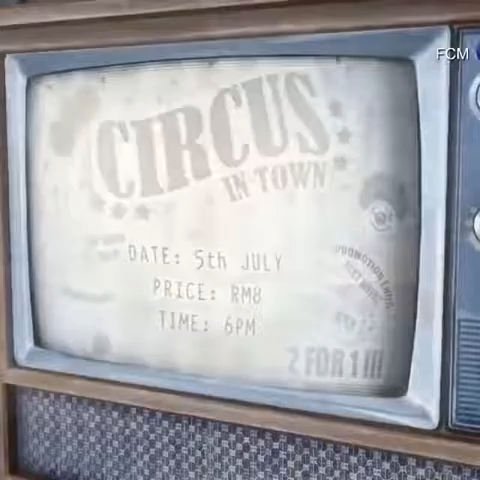 FCM
CIRCUS
IN TOWN
DATE: 5th JULY
PRICE: RM8
TIME: 6PM
PROMOTION
2 FOR 1 !!!